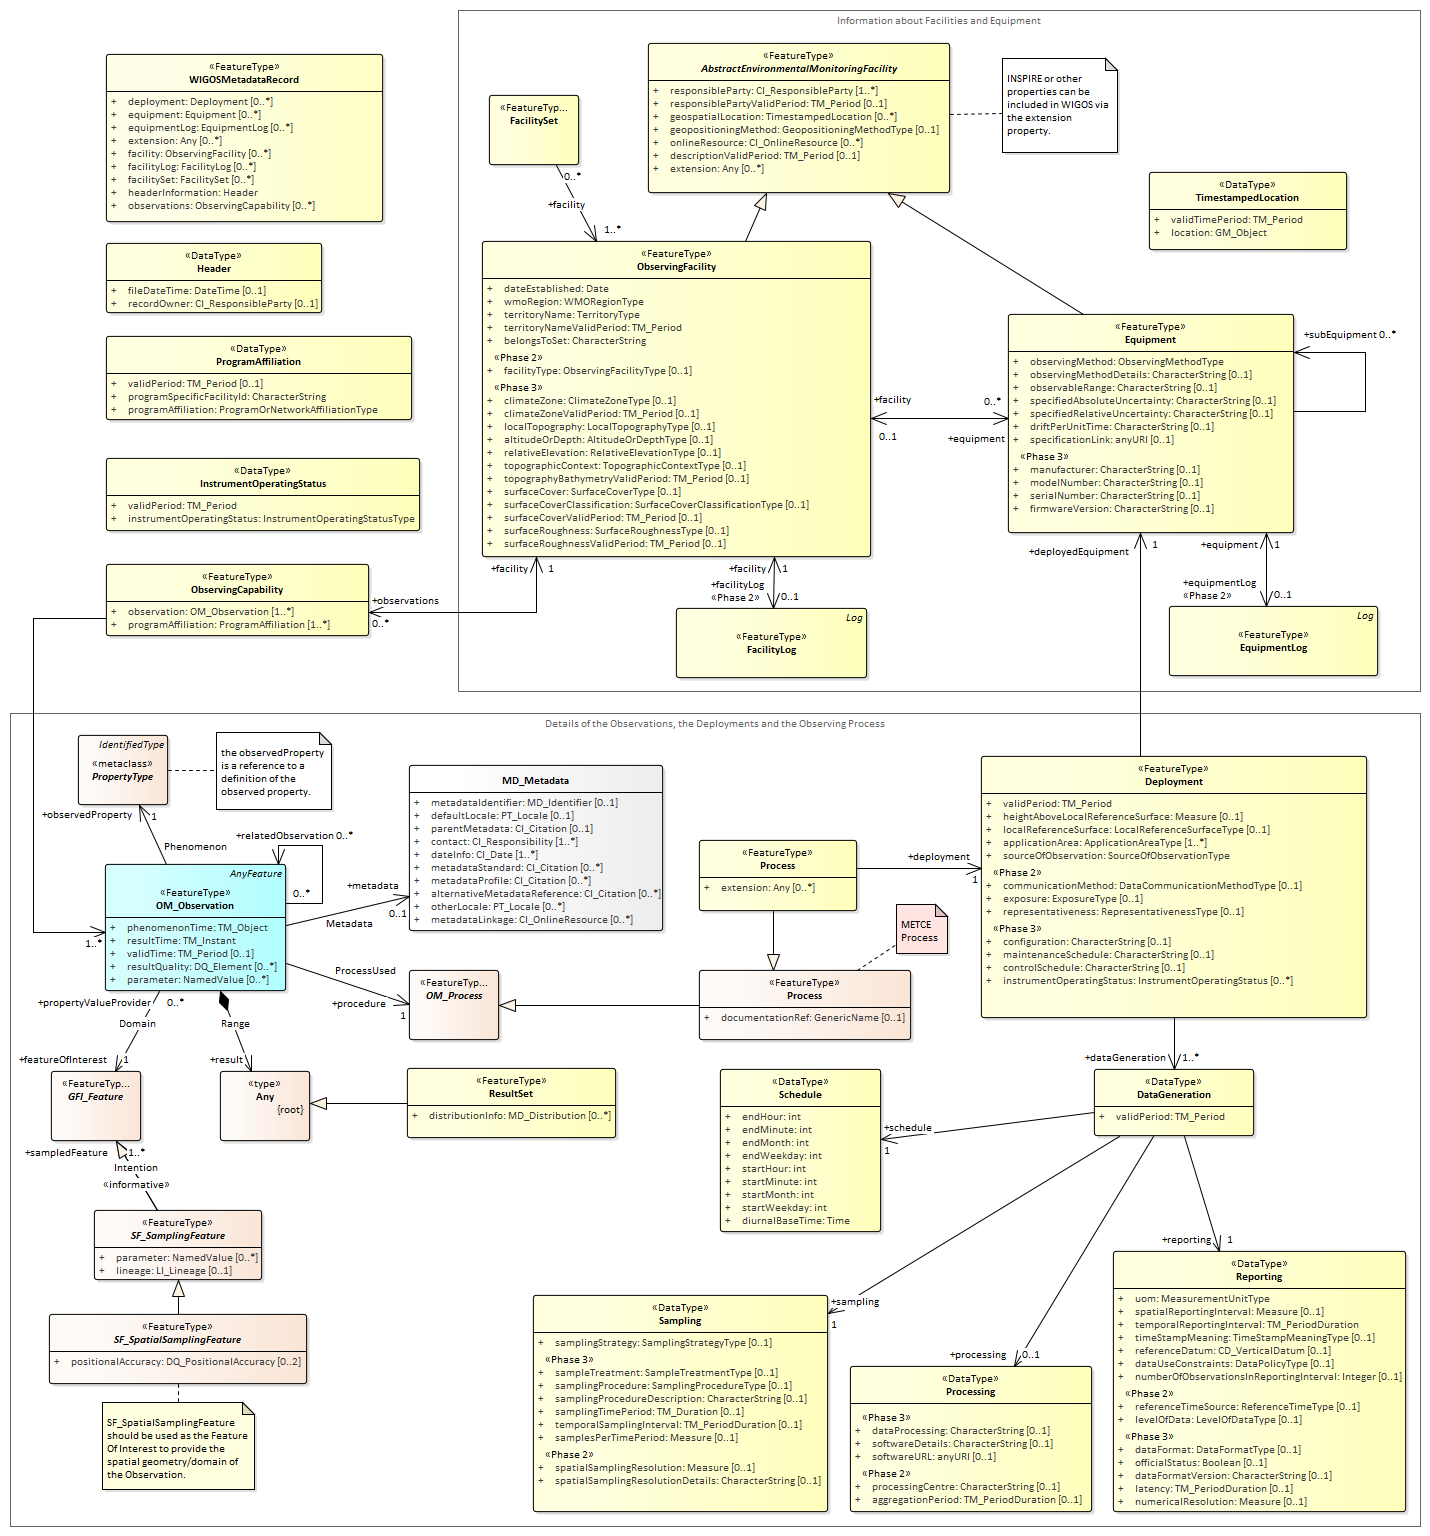 Information about Facilities and Equipment
«FeatureType»
WIGOSMetadataRecord
+ deployment: Deployment [0..*]
+ equipment: Equipment [0..*]
+ equipmentLog: EquipmentLog [0..*]
+ extension: Any [0..*]
+ facility: ObservingFacility [0..*]
+ facilityLog: FacilityLog [0..*]
+ facilitySet: FacilitySet [0..*]
+ headerInformation: Header
+ observations: ObservingCapability [0..*]
«DataType»
Header
+ fileDateTime: DateTime [0..1]
+ recordOwner: CI_ResponsibleParty [0..1]
«DataType»
ProgramAffiliation
+ validPeriod: TM_Period [0..1]
+ programSpecificFacilityId: CharacterString
+ programAffiliation: ProgramOrNetworkAffiliationType
«DataType»
InstrumentOperatingStatus
+ validPeriod: TM_Period
+ instrumentOperatingStatus: InstrumentOperatingStatusType
«FeatureType»
ObservingCapability
+ observation: OM_Observation [1..*]
+ programAffiliation: ProgramAffiliation [1..*]
«FeatureTyp...
FacilitySet
0..*
+facility
1..*
«FeatureType»
AbstractEnvironmentalMonitoringFacility
+ responsibleParty: CI_ResponsibleParty [1..*]
+ responsiblePartyValidPeriod: TM_Period [0..1]
+ geospatialLocation: TimestampedLocation [0..*]
+ geopositioningMethod: GeopositioningMethodType [0..1]
+ onlineResource: CI_OnlineResource [0..*]
+ descriptionValidPeriod: TM_Period [0..1]
+ extension: Any [0..*]
INSPIRE or other
properties can be
included in WIGOS via
the extension
property.
«DataType»
TimestampedLocation
+ validTimePeriod: TM_Period
+ location: GM_Object
«FeatureType»
ObservingFacility
+ dateEstablished: Date
+ wmoRegion: WMORegionType
+ territoryName: TerritoryType
+ territoryNameValidPeriod: TM_Period
+ belongsToSet: CharacterString
«Phase 2»
+ facilityType: ObservingFacilityType [0..1]
«Phase 3»
+ climateZone: ClimateZoneType [0..1]
+ climateZoneValidPeriod: TM_Period [0..1]
+ localTopography: LocalTopographyType [0..1]
+ altitudeOrDepth: AltitudeOrDepthType [0..1]
+ relativeElevation: RelativeElevationType [0..1]
+ topographicContext: TopographicContextType [0..1]
+ topographyBathymetryValidPeriod: TM_Period [0..1]
+ surfaceCover: SurfaceCoverType [0..1]
+ surfaceCoverClassification: SurfaceCoverClassificationType [0..1]
+ surfaceCoverValidPeriod: TM_Period [0..1]
+ surfaceRoughness: SurfaceRoughnessType [0..1]
+ surfaceRoughnessValidPeriod: TM_Period [0..1]
+facility
0..1
0..*
+equipment
«FeatureType»
Equipment
+ observingMethod: ObservingMethodType
+ observingMethodDetails: CharacterString [0..1]
+ observableRange: CharacterString [0..1]
+ specifiedAbsoluteUncertainty: CharacterString [0..1]
+ specifiedRelativeUncertainty: CharacterString [0..1]
+ driftPerUnitTime: CharacterString [0..1]
+ specificationLink: anyURI [0..1]
«Phase 3»
+ manufacturer: CharacterString [0..1]
+ modelNumber: CharacterString [0..1]
+ serialNumber: CharacterString [0..1]
+ firmwareVersion: CharacterString [0..1]
+subEquipment 0..*
+facility 1
+observations
0..*
+facility 1
+facilityLog
«Phase 2» 0..1
Log
«FeatureType»
FacilityLog
+deployedEquipment 1
+equipment 1
+equipmentLog
«Phase 2» 0..1
Log
«FeatureType»
EquipmentLog
Details of the Observations, the Deployments and the Observing Process
IdentifiedType
«metaclass»
PropertyType
the observedProperty
is a reference to a
definition of the
observed property.
+observedProperty 1
Phenomenon
+relatedObservation 0..*
0..*
AnyFeature
«FeatureType»
OM_Observation
+ phenomenonTime: TM_Object
+ resultTime: TM_Instant
+ validTime: TM_Period [0..1]
+ resultQuality: DQ_Element [0..*]
+ parameter: NamedValue [0..*]
1..*
+metadata
0..1
Metadata
MD_Metadata
+ metadataIdentifier: MD_Identifier [0..1]
+ defaultLocale: PT_Locale [0..1]
+ parentMetadata: CI_Citation [0..1]
+ contact: CI_Responsibility [1..*]
+ dateInfo: CI_Date [1..*]
+ metadataStandard: CI_Citation [0..*]
+ metadataProfile: CI_Citation [0..*]
+ alternativeMetadataReference: CI_Citation [0..*]
+ otherLocale: PT_Locale [0..*]
+ metadataLinkage: CI_OnlineResource [0..*]
ProcessUsed
+procedure
1
«FeatureTyp...
OM_Process
«FeatureType»
Process
+ extension: Any [0..*]
METCE
Process
«FeatureType»
Process
+ documentationRef: GenericName [0..1]
+deployment
1
«FeatureType»
Deployment
+ validPeriod: TM_Period
+ heightAboveLocalReferenceSurface: Measure [0..1]
+ localReferenceSurface: LocalReferenceSurfaceType [0..1]
+ applicationArea: ApplicationAreaType [1..*]
+ sourceOfObservation: SourceOfObservationType
«Phase 2»
+ communicationMethod: DataCommunicationMethodType [0..1]
+ exposure: ExposureType [0..1]
+ representativeness: RepresentativenessType [0..1]
«Phase 3»
+ configuration: CharacterString [0..1]
+ maintenanceSchedule: CharacterString [0..1]
+ controlSchedule: CharacterString [0..1]
+ instrumentOperatingStatus: InstrumentOperatingStatus [0..*]
+propertyValueProvider 0..*
Domain
+featureOfInterest 1
Range
+result
«FeatureTyp...
GFI_Feature
«type»
Any
{root}
«FeatureType»
ResultSet
+ distributionInfo: MD_Distribution [0..*]
+sampledFeature 1..*
Intention
«informative»
«FeatureType»
SF_SamplingFeature
+ parameter: NamedValue [0..*]
+ lineage: LI_Lineage [0..1]
«FeatureType»
SF_SpatialSamplingFeature
+ positionalAccuracy: DQ_PositionalAccuracy [0..2]
SF_SpatialSamplingFeature
should be used as the Feature
Of Interest to provide the
spatial geometry/domain of
the Observation.
«DataType»
Schedule
+ endHour: int
+ endMinute: int
+ endMonth: int
+ endWeekday: int
+ startHour: int
+ startMinute: int
+ startMonth: int
+ startWeekday: int
+ diurnalBaseTime: Time
+dataGeneration 1..*
«DataType»
DataGeneration
+ validPeriod: TM_Period
+schedule
1
+sampling
1
+processing 0..1
+reporting 1
«DataType»
Sampling
+ samplingStrategy: SamplingStrategyType [0..1]
«Phase 3»
+ sampleTreatment: SampleTreatmentType [0..1]
+ samplingProcedure: SamplingProcedureType [0..1]
+ samplingProcedureDescription: CharacterString [0..1]
+ samplingTimePeriod: TM_Duration [0..1]
+ temporalSamplingInterval: TM_PeriodDuration [0..1]
+ samplesPerTimePeriod: Measure [0..1]
«Phase 2»
+ spatialSamplingResolution: Measure [0..1]
+ spatialSamplingResolutionDetails: CharacterString [0..1]
«DataType»
Processing
«Phase 3»
+ dataProcessing: CharacterString [0..1]
+ softwareDetails: CharacterString [0..1]
+ softwareURL: anyURI [0..1]
«Phase 2»
+ processingCentre: CharacterString [0..1]
+ aggregationPeriod: TM_PeriodDuration [0..1]
«DataType»
Reporting
+ uom: MeasurementUnitType
+ spatialReportingInterval: Measure [0..1]
+ temporalReportingInterval: TM_PeriodDuration
+ timeStampMeaning: TimeStampMeaningType [0..1]
+ referenceDatum: CD_VerticalDatum [0..1]
+ dataUseConstraints: DataPolicyType [0..1]
+ numberOfObservationsInReportingInterval: Integer [0..1]
«Phase 2»
+ referenceTimeSource: ReferenceTimeType [0..1]
+ levelOfData: LevelOfDataType [0..1]
«Phase 3»
+ dataFormat: DataFormatType [0..1]
+ officialStatus: Boolean [0..1]
+ dataFormatVersion: CharacterString [0..1]
+ latency: TM_PeriodDuration [0..1]
+ numericalResolution: Measure [0..1]